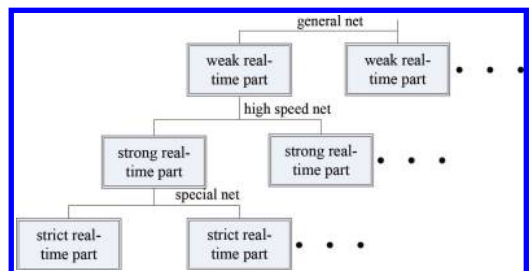 general net
weak real-
time part
weak real-
time part
high speed net
strong real-
time part
strong real-
time part
special net
strict real-
time part
strict real-
time part